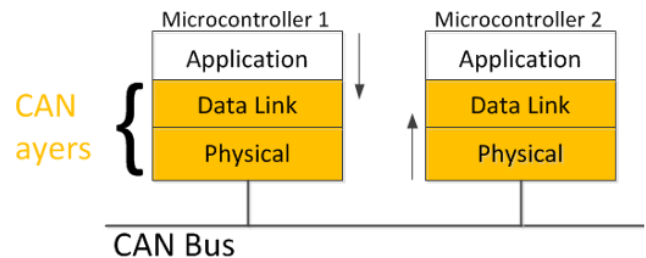 Microcontroller 1
Microcontroller 2
Application
Application
CAN
ayers
Data Link
Data Link
Physical
Physical
CAN Bus